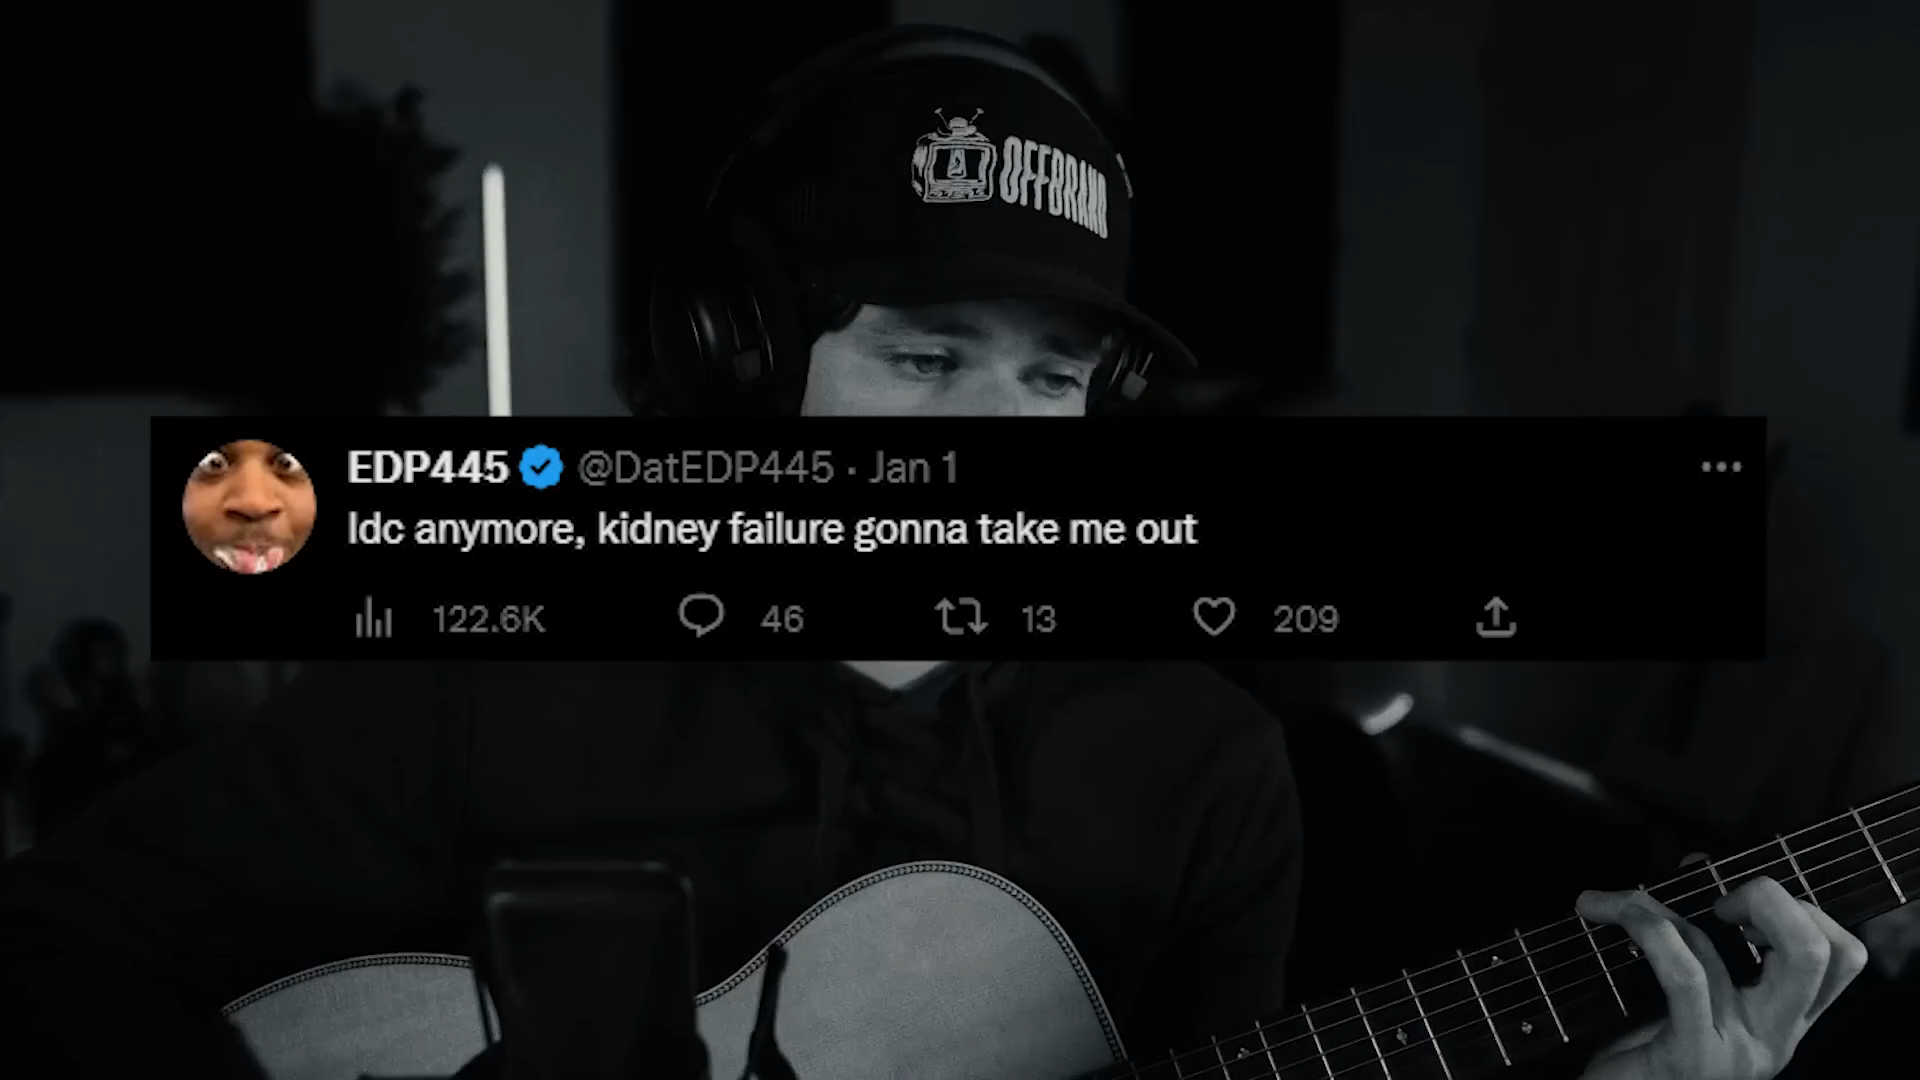 OFFBRAND
EDP445 @DatEDP445 · Jan 1
Idc anymore, kidney failure gonna take me out
122.6K 46 13 209